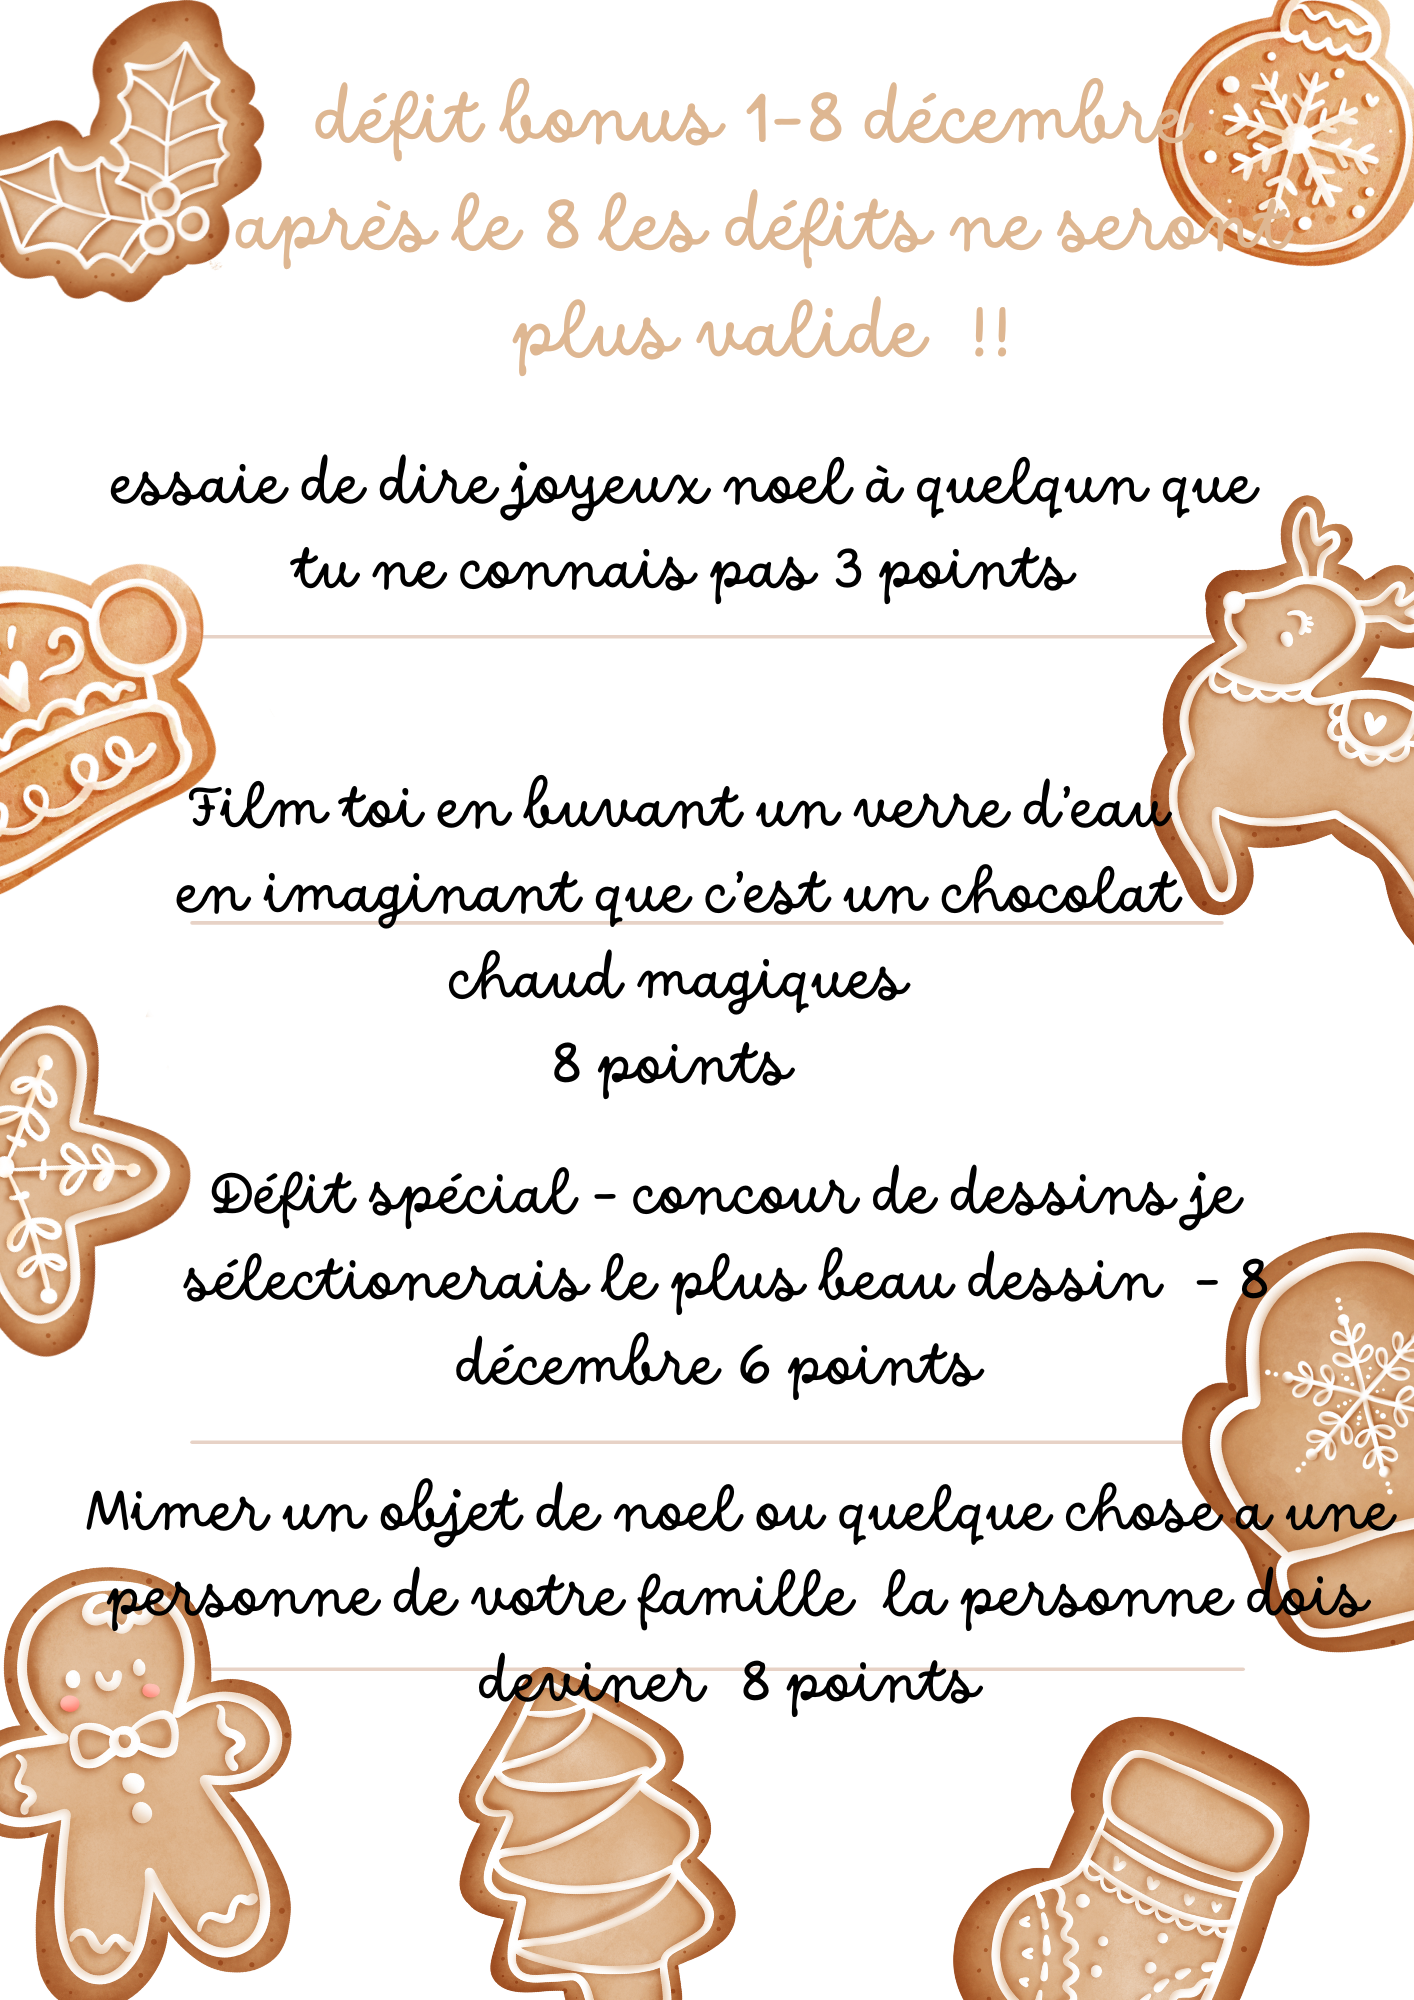 défit bonus 1-8 décembre
après le 8 les défits ne seront
plus valide !!
essaie de dire joyeux noel à quelqun que
tu ne connais pas 3 points
Film toi en buvant un verre d'eau
en imaginant que c'est un chocolat
chaud magiques
8 points
Défit spécial - concour de dessins je
sélectionerais le plus beau dessin - 8
décembre 6 points
Mimer un objet de noel ou quelque chose a une
personne de votre famille la personne dois
deviner 8 points